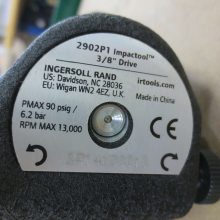 2902P1 Impactool™
3/8" Drive
INGERSOLL RAND
US: Davidson, NC 28036
EU: Wigan WN2 4EZ, U.K.
irtools.com
Made in China
PMAX 90 psig /
6.2 bar
RPM MAX 13,000
CE